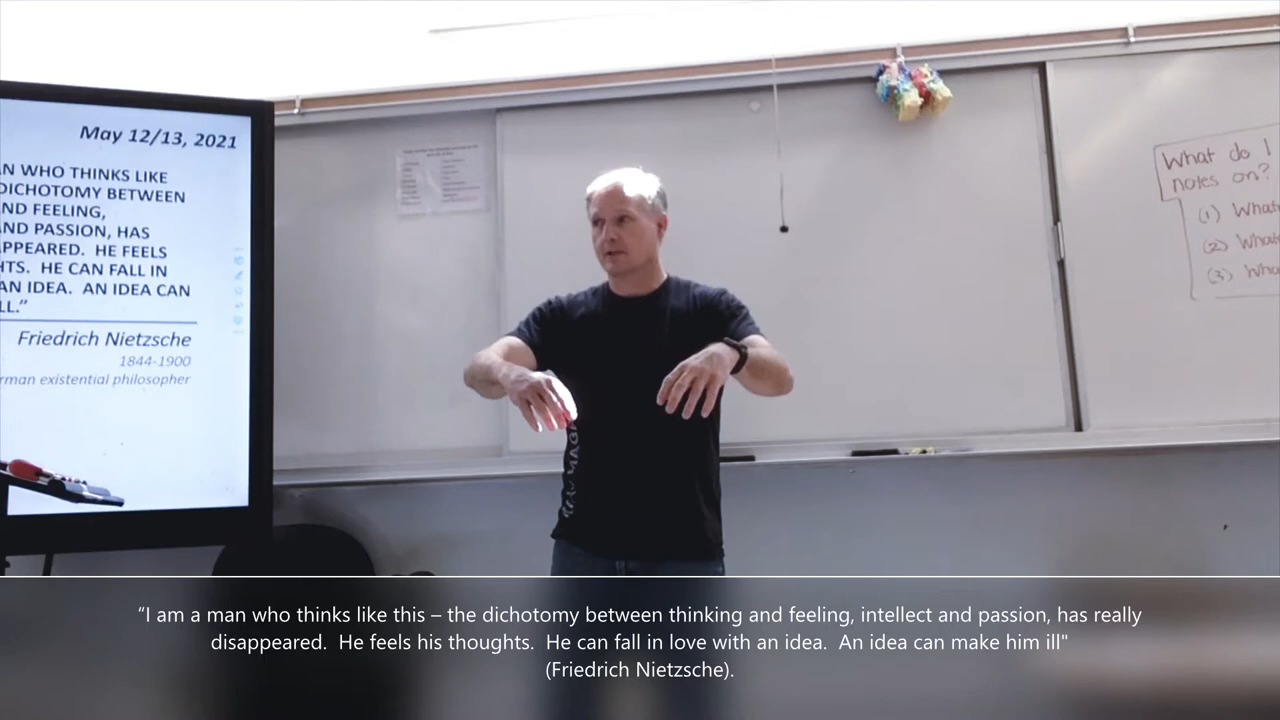 May 12/13, 2021
AN WHO THINKS LIKE
DICHOTOMY BETWEEN
ND FEELING,
AND PASSION, HAS
APPEARED. HE FEELS
HTS. HE CAN FALL IN
AN IDEA. AN IDEA CAN
LL.”
Friedrich Nietzsche
1844-1900
rman existential philosopher
What do I
notes on?
(1) What
(2) What
(3) Wha
“I am a man who thinks like this – the dichotomy between thinking and feeling, intellect and passion, has really
disappeared. He feels his thoughts. He can fall in love with an idea. An idea can make him ill"
(Friedrich Nietzsche).